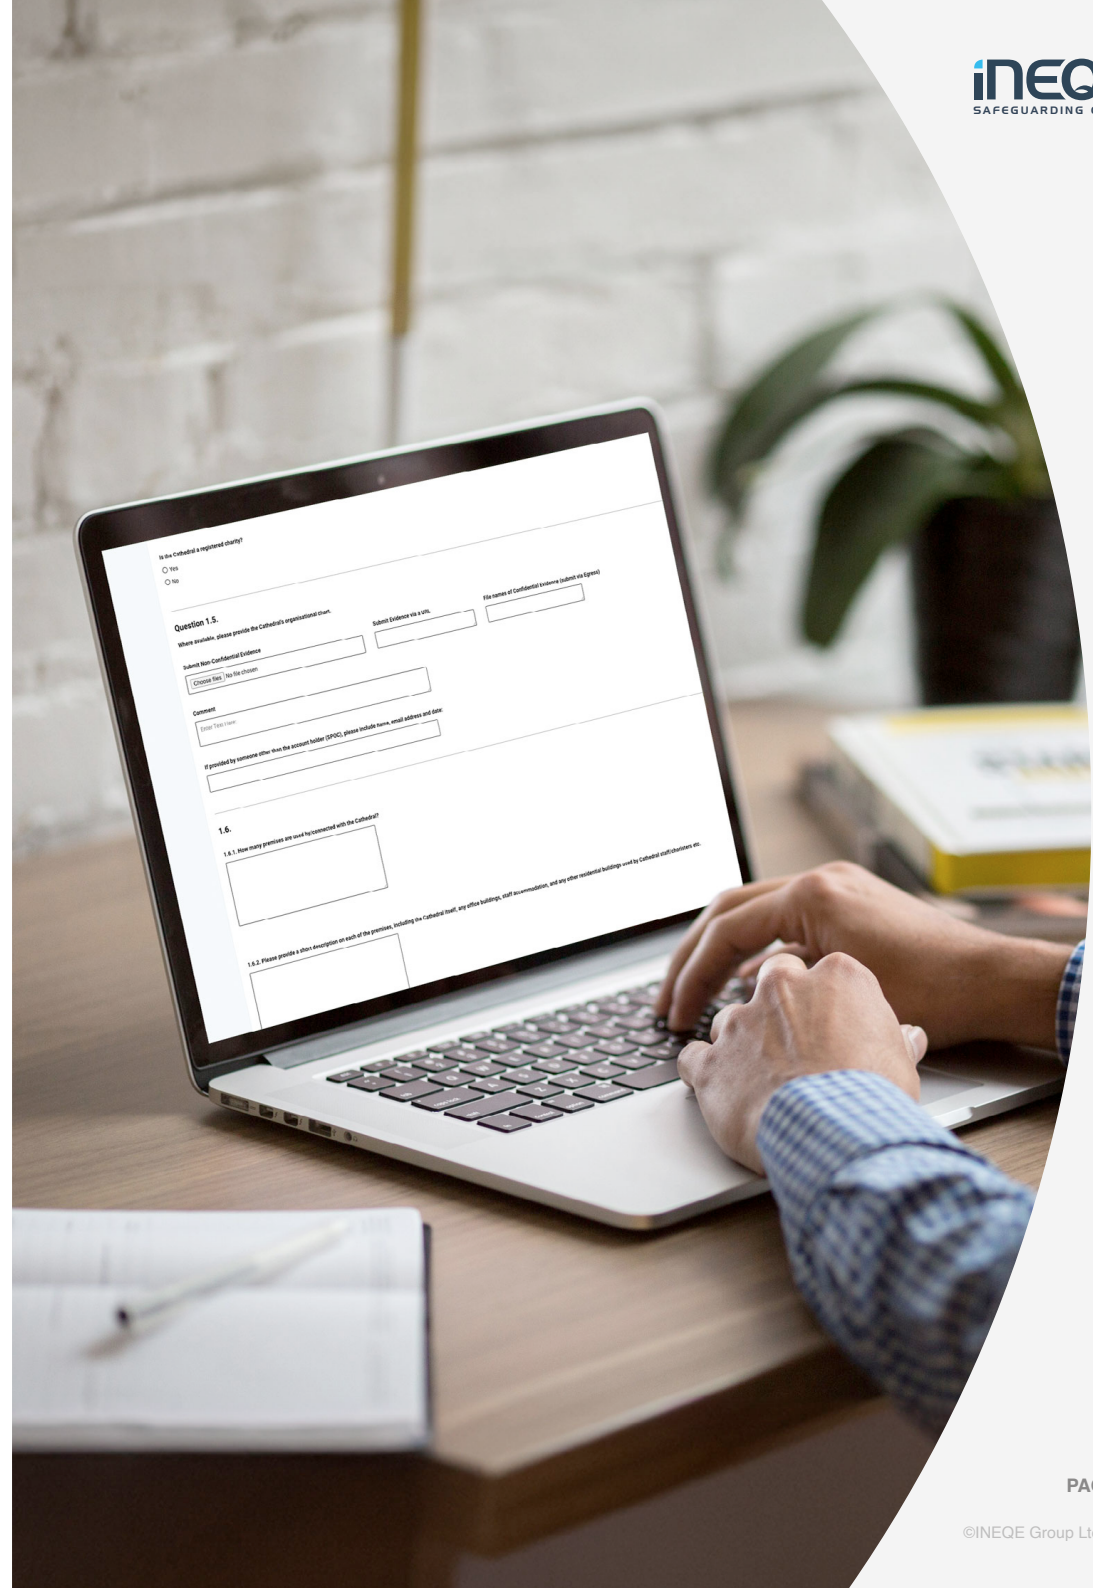 iNEQ
SAFEGUARDING
Is the Cathedral a registered charity?
Yes
No
Question 1.5.
Where available, please provide the Cathedral's organisational chart.
Submit Non-Confidential Evidence
Submit Evidence via a URL
File names of Confidential Evidence (submit via Egress)
Choose files No file chosen
Comment
Enter Text Here
If provided by someone other than the account holder (SPOC), please include name, email address and date:
1.6.
1.6.1. How many premises are used by/connected with the Cathedral?
1.6.2. Please provide a short description on each of the premises, including the Cathedral itself, any office buildings, staff accommodation, and any other residential buildings used by Cathedral staff/choristers etc.
PA
©INEQE Group Lt